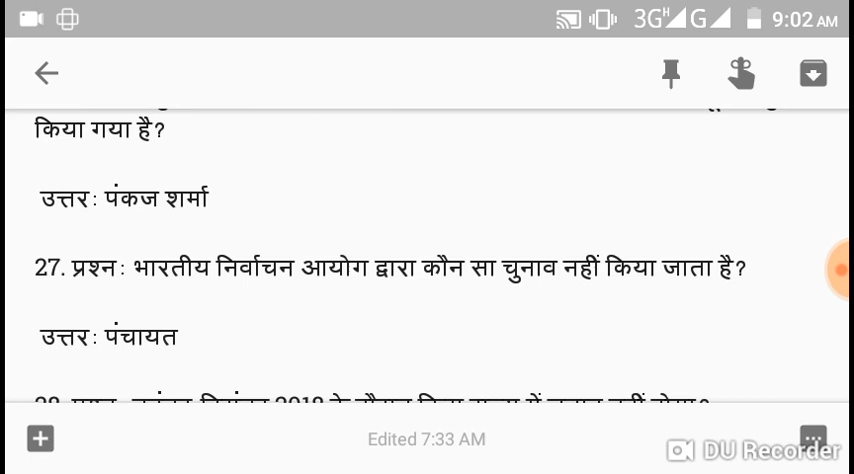 3G H G 9:02 AM
किया गया है?
उत्तर: पंकज शर्मा
27. प्रश्न: भारतीय निर्वाचन आयोग द्वारा कौन सा चुनाव नहीं किया जाता है?
उत्तर: पंचायत
Edited 7:33 AM
DU Recorder